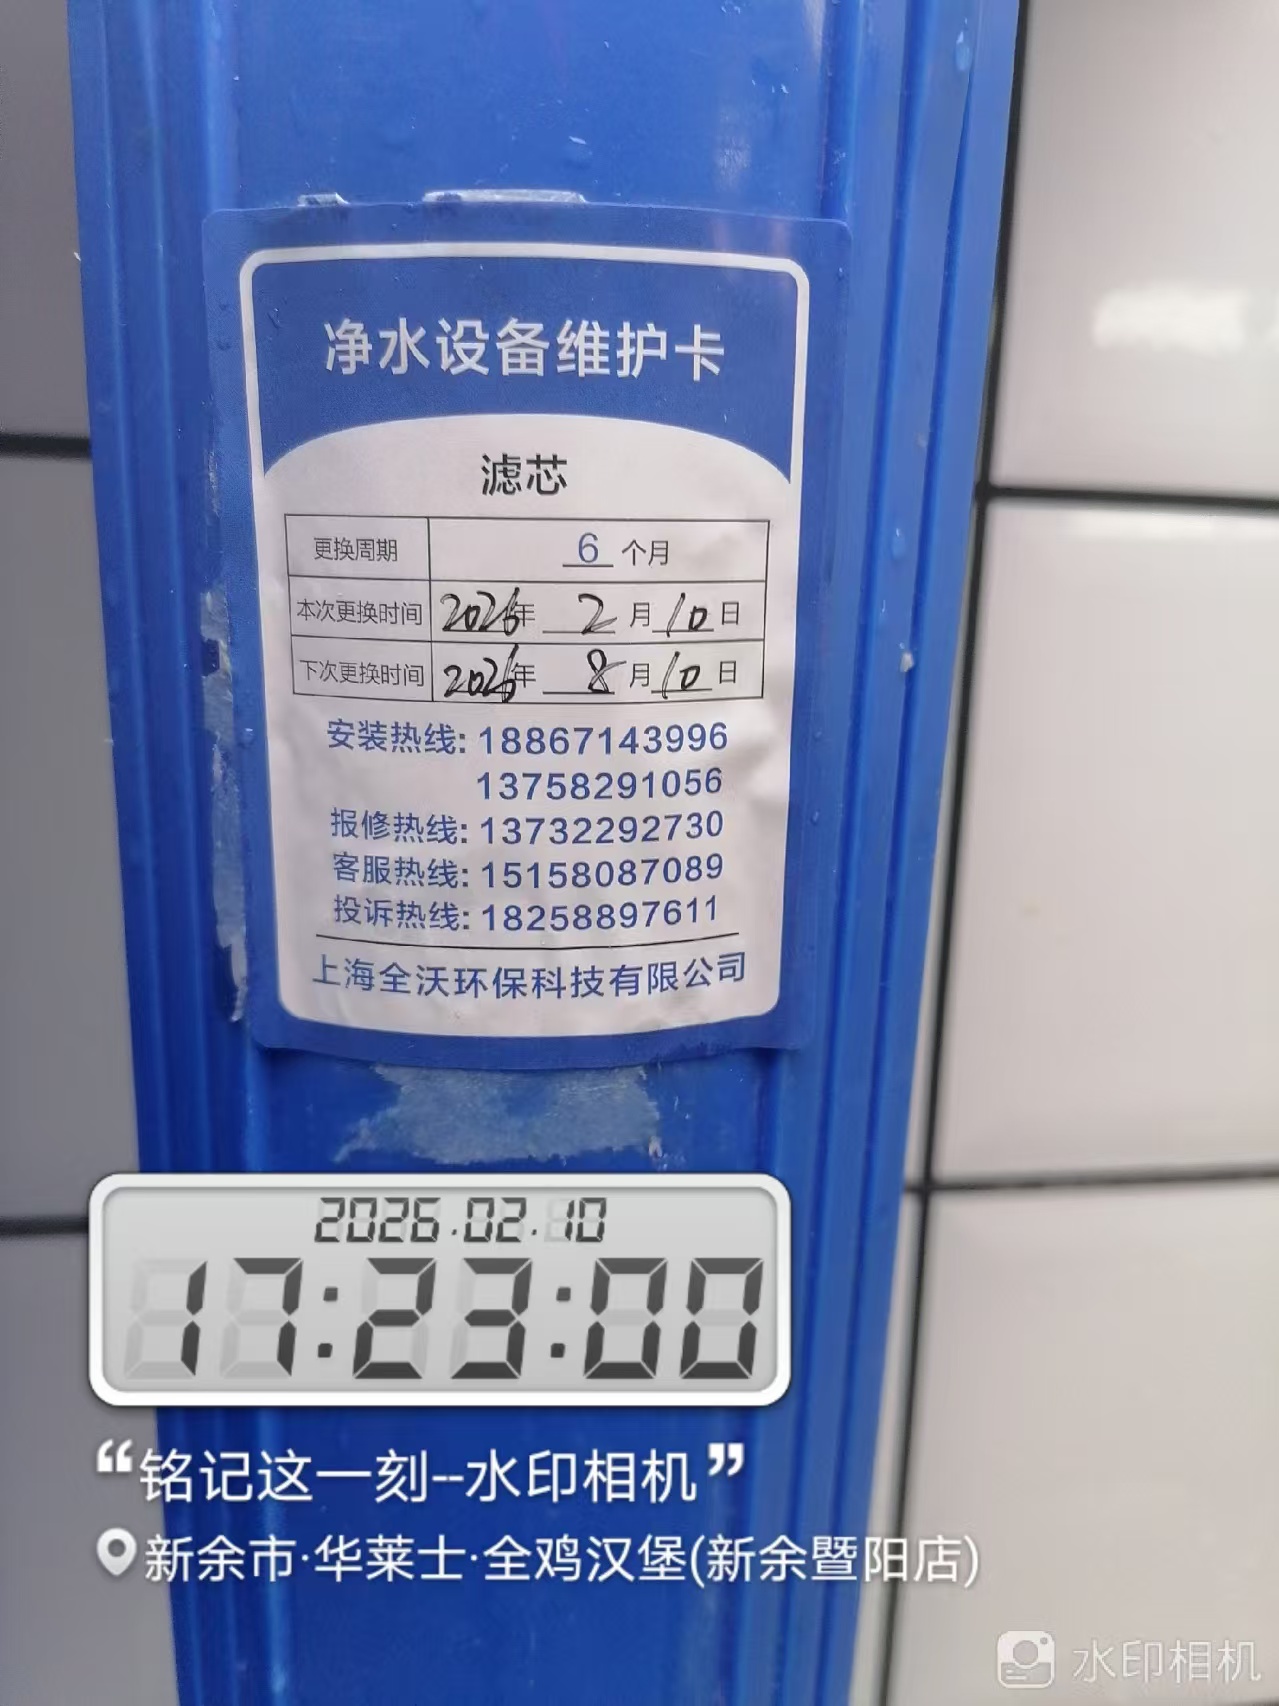 净水设备维护卡
滤芯
更换周期 6 个月
本次更换时间 2026年 2 月 10 日
下次更换时间 2026年 8 月 10 日
安装热线: 18867143996
13758291056
报修热线: 13732292730
客服热线: 15158087089
投诉热线: 18258897611
上海全沃环保科技有限公司
2026.02.10
17:23:00
“铭记这一刻--水印相机”
新余市·华莱士·全鸡汉堡(新余暨阳店)
水印相机